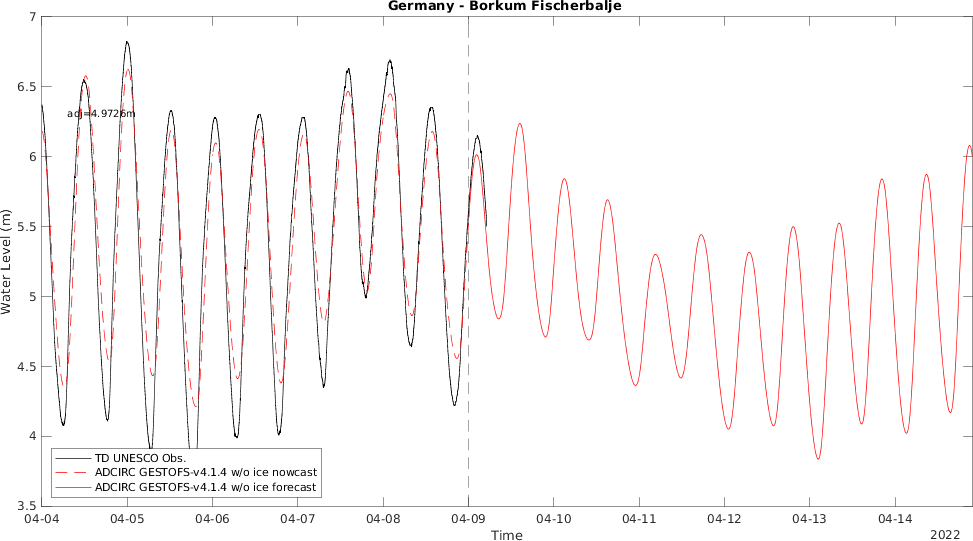 Germany - Borkum Fischerbalje
7
6.5
6
5.5
5
4.5
4
3.5
Water Level (m)
adj=4.9726m
TD UNESCO Obs.
ADCIRC GESTOFS-v4.1.4 w/o ice nowcast
ADCIRC GESTOFS-v4.1.4 w/o ice forecast
04-04 04-05 04-06 04-07 04-08 04-09 04-10 04-11 04-12 04-13 04-14
Time
2022